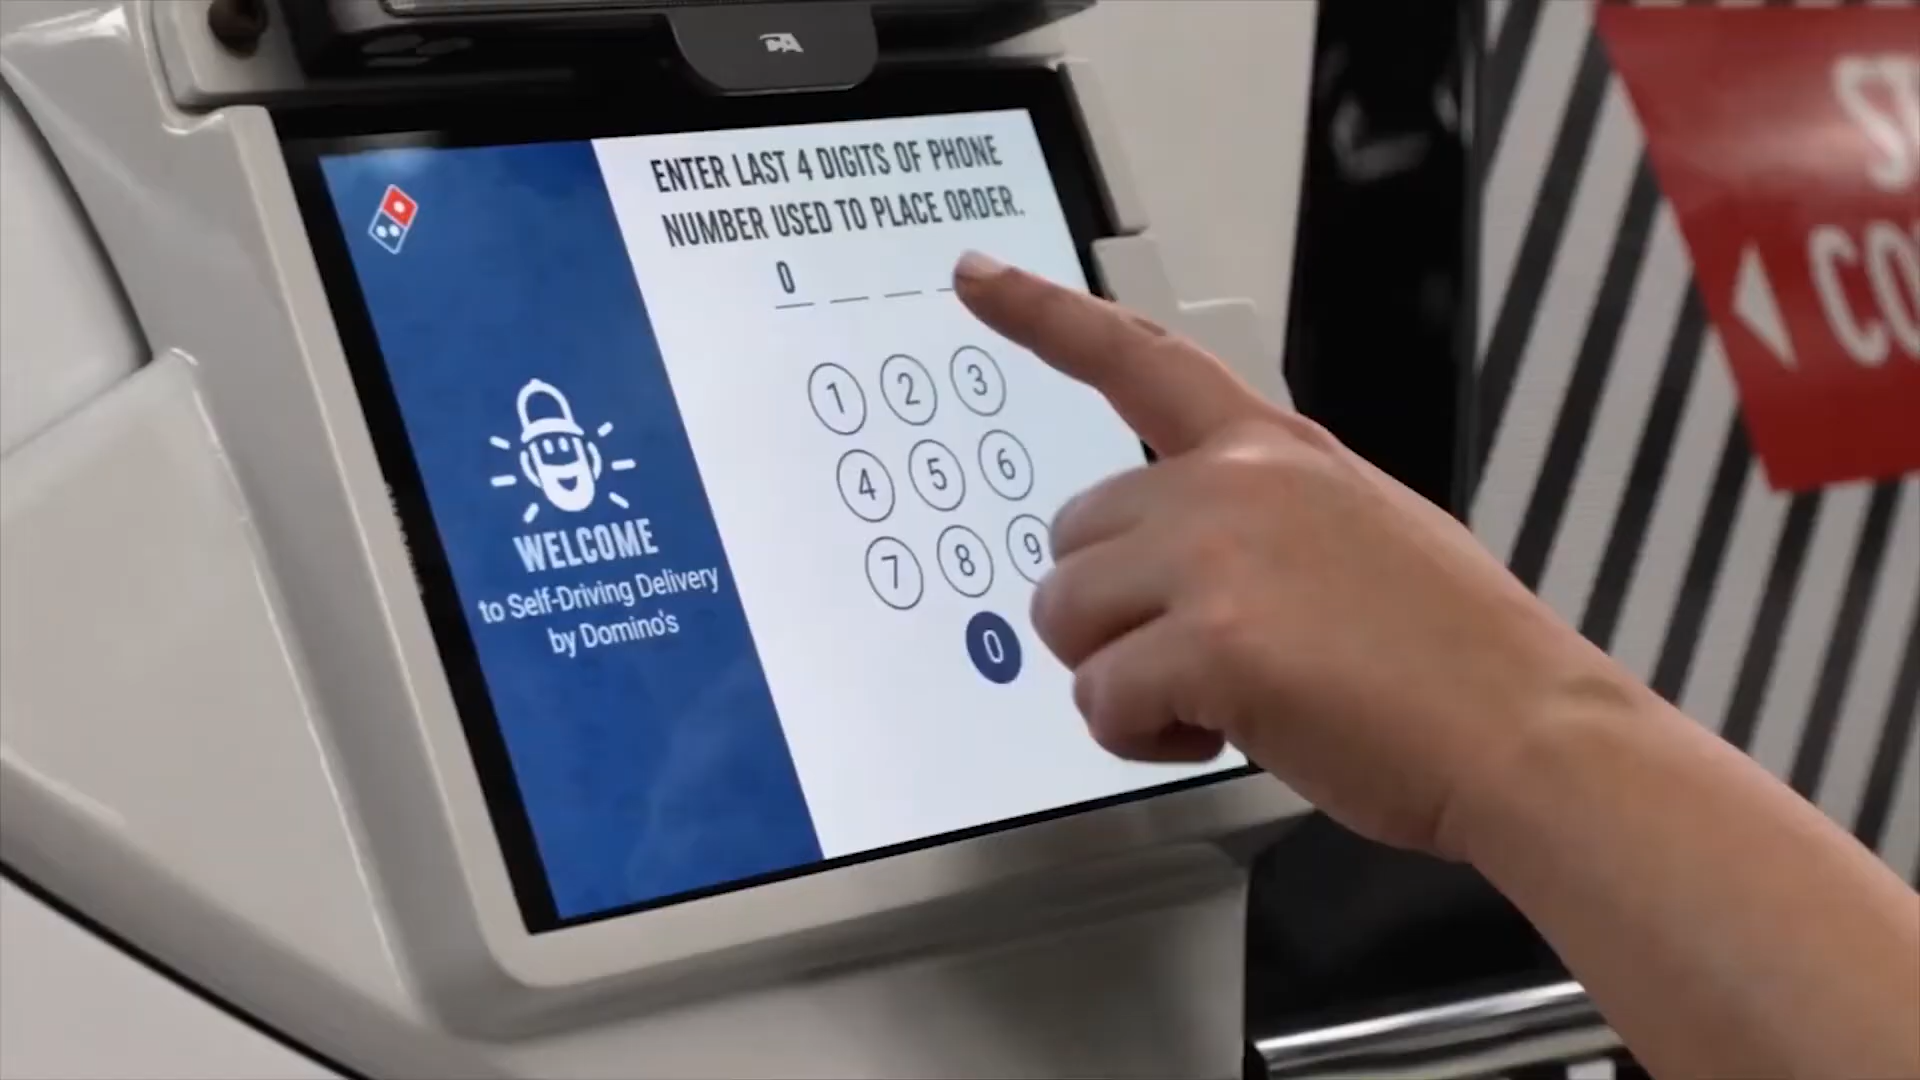 ENTER LAST 4 DIGITS OF PHONE
NUMBER USED TO PLACE ORDER.
0
1 2 3
4 5 6
7 8 9
0
WELCOME
to Self-Driving Delivery
by Domino's